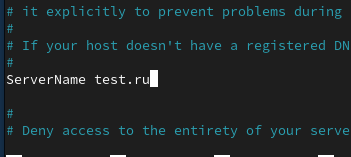 # it explicitly to prevent problems during
#
# If your host doesn't have a registered DN
#
ServerName test.ru
#
# Deny access to the entirety of your serve